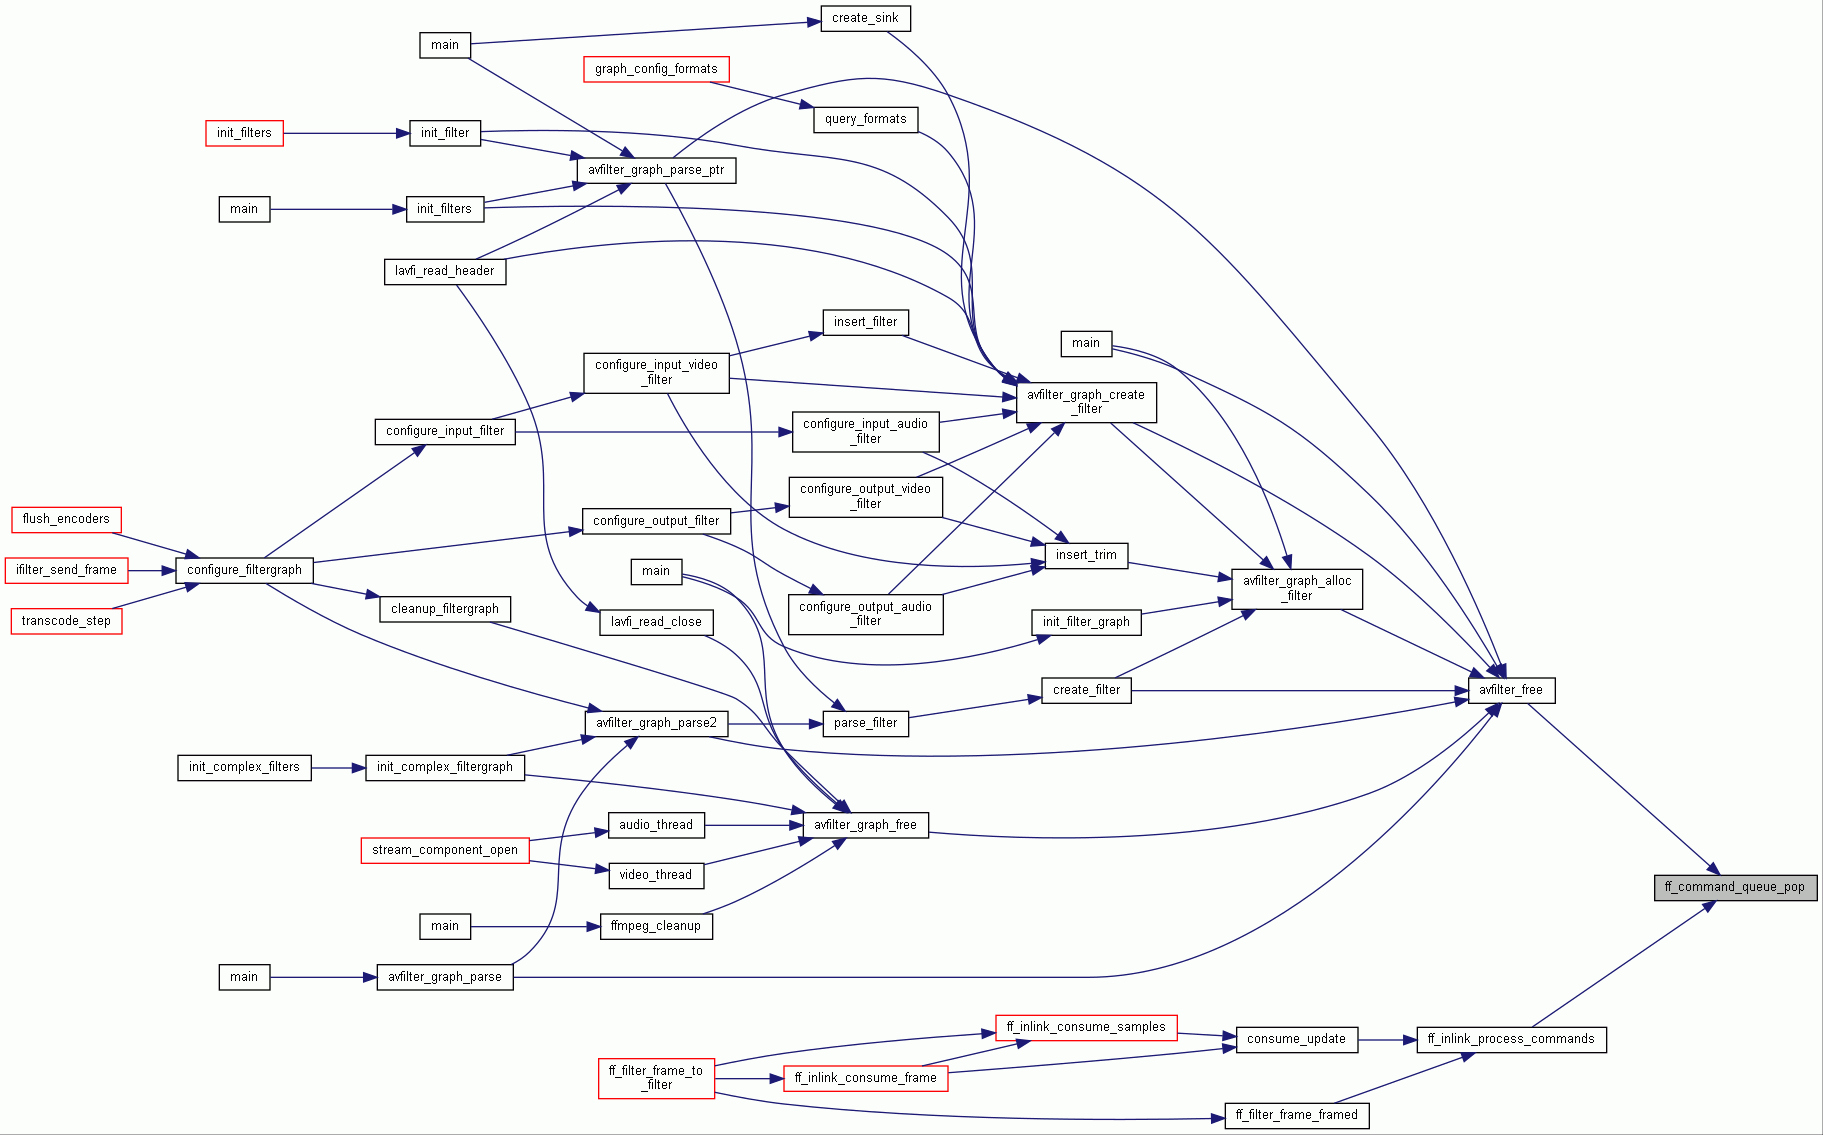 create_sink
main
graph_config_formats
query_formats
init_filters
init_filter
avfilter_graph_parse_ptr
main
init_filters
lavfi_read_header
insert_filter
main
configure_input_video
_filter
avfilter_graph_create
_filter
configure_input_filter
configure_input_audio
_filter
configure_output_video
_filter
flush_encoders
configure_output_filter
insert_trim
ifilter_send_frame
configure_filtergraph
main
avfilter_graph_alloc
_filter
cleanup_filtergraph
configure_output_audio
_filter
transcode_step
lavfi_read_close
init_filter_graph
create_filter
avfilter_free
avfilter_graph_parse2
parse_filter
init_complex_filters
init_complex_filtergraph
audio_thread
avfilter_graph_free
stream_component_open
video_thread
ff_command_queue_pop
main
ffmpeg_cleanup
main
avfilter_graph_parse
ff_inlink_consume_samples
consume_update
ff_inlink_process_commands
ff_filter_frame_to
_filter
ff_inlink_consume_frame
ff_filter_frame_framed